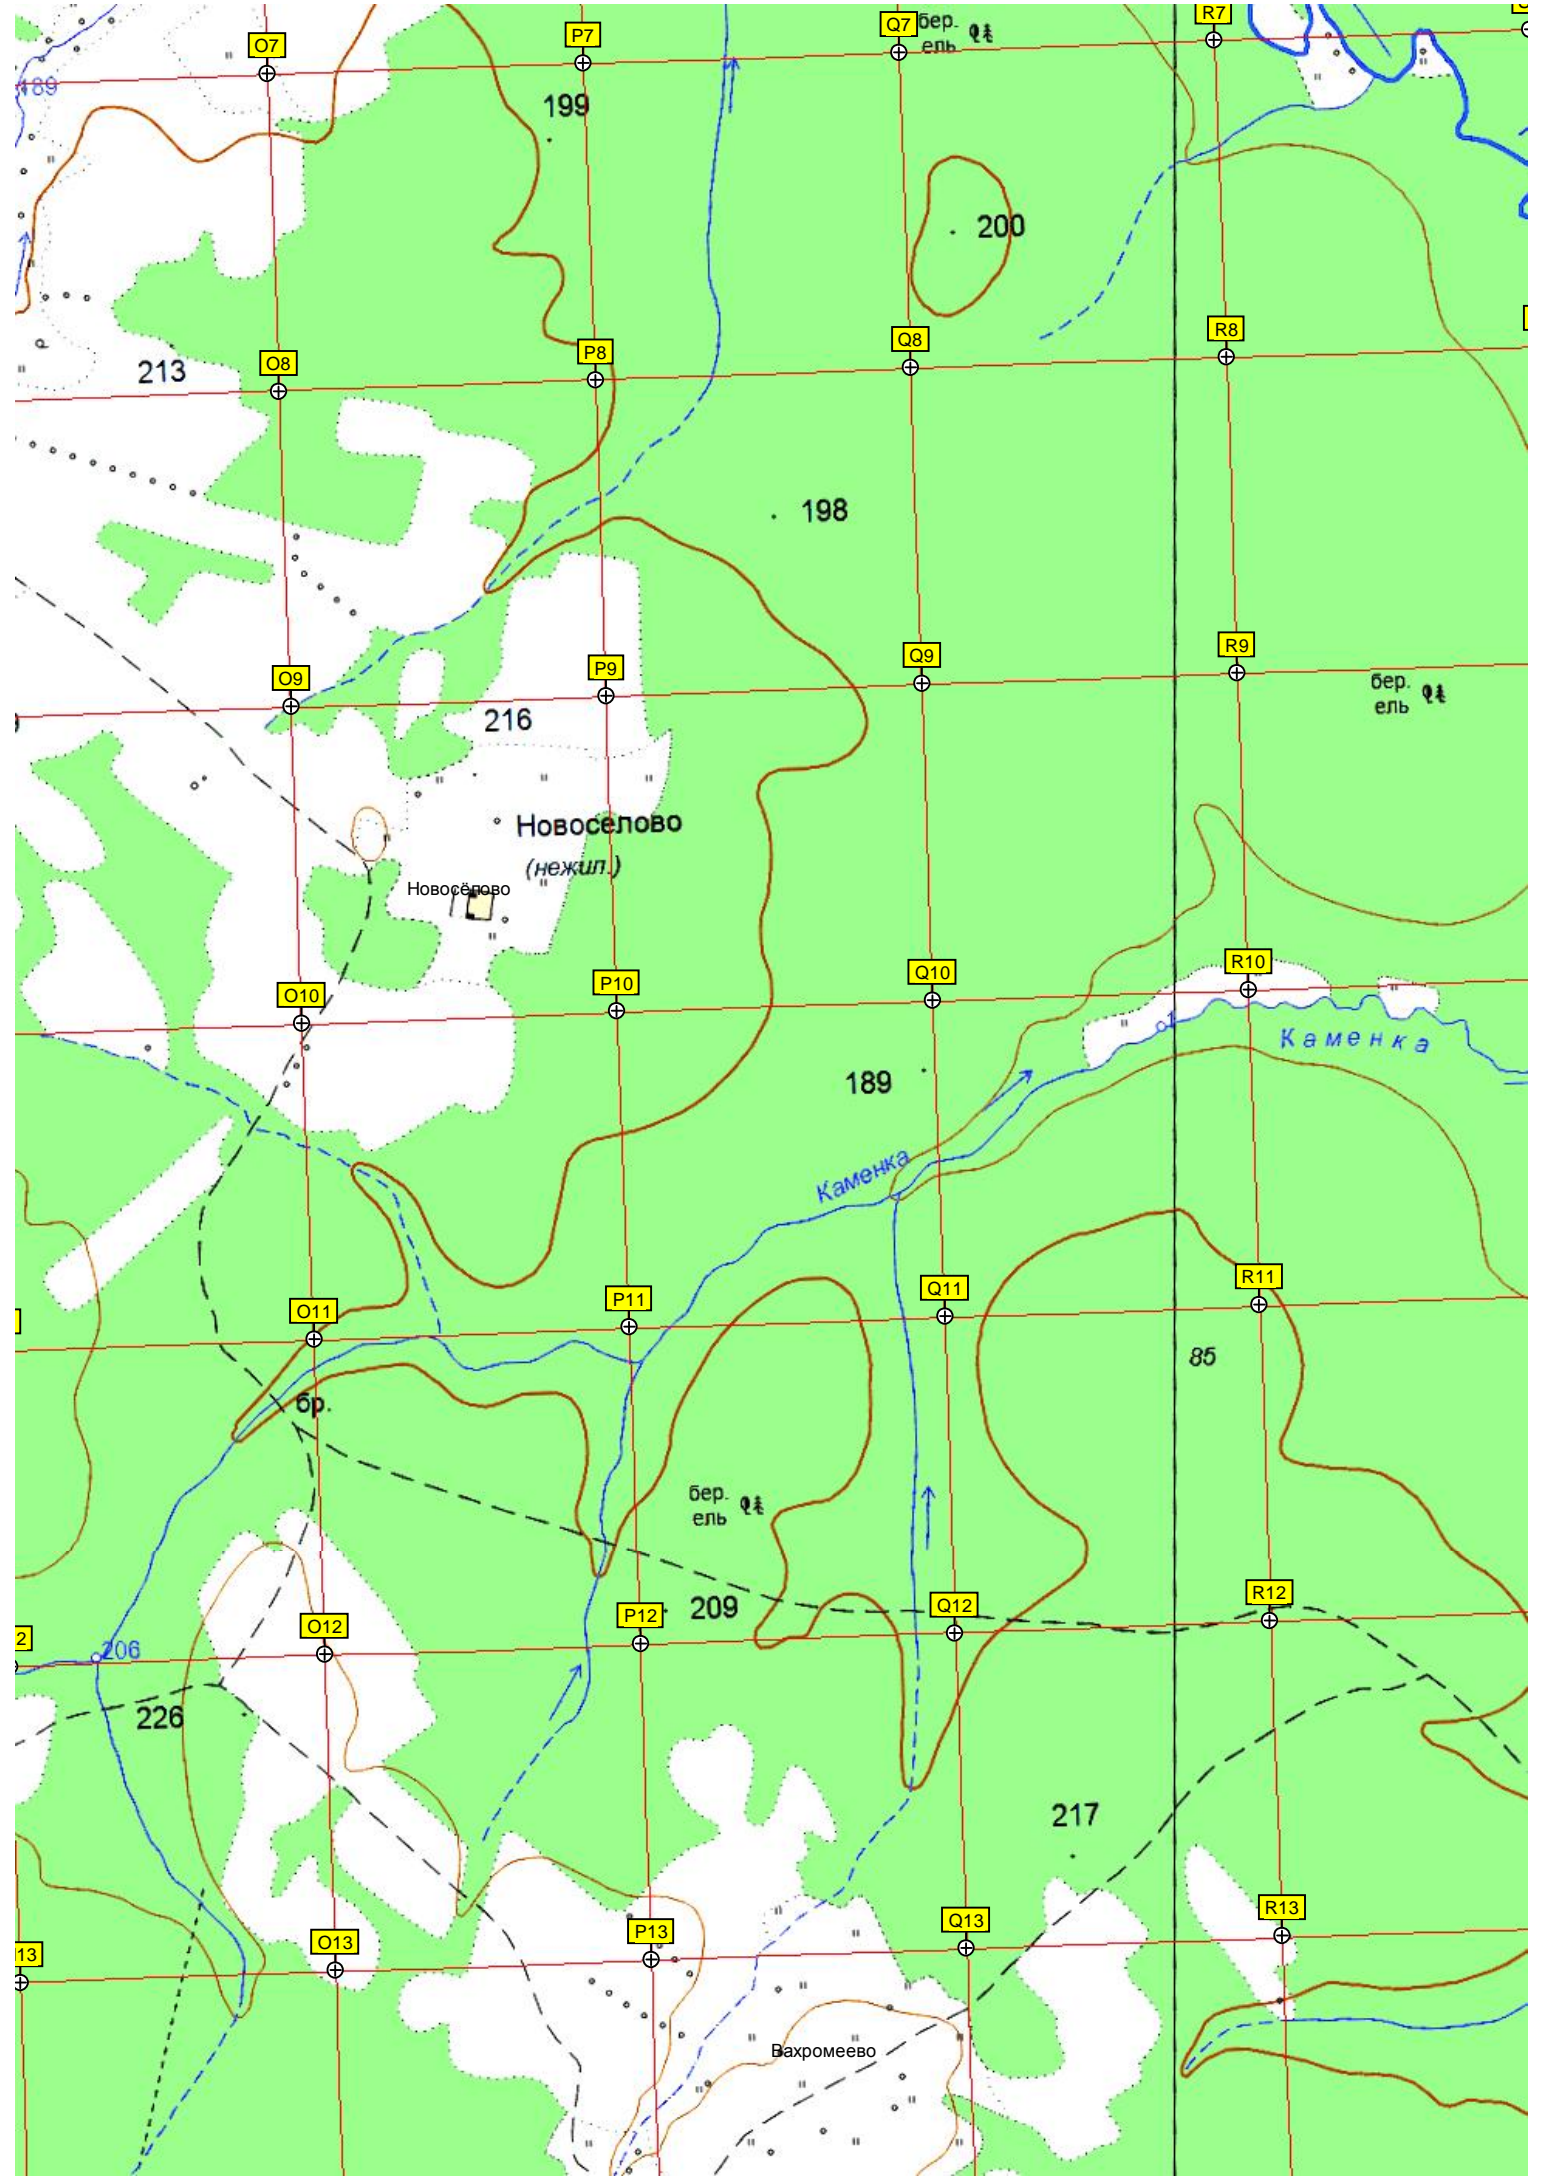 O7
P7
Q7
бер.
ель
R7
189
199
200
O8
P8
Q8
R8
213
198
O9
P9
Q9
R9
бер.
ель
216
Новоселово
(нежил.)
Новосёлово
O10
P10
Q10
R10
Каменка
189
Каменка
O11
P11
Q11
R11
85
бр.
бер.
ель
O12
P12
209
Q12
R12
2
206
226
217
13
O13
P13
Q13
R13
Вахромеево